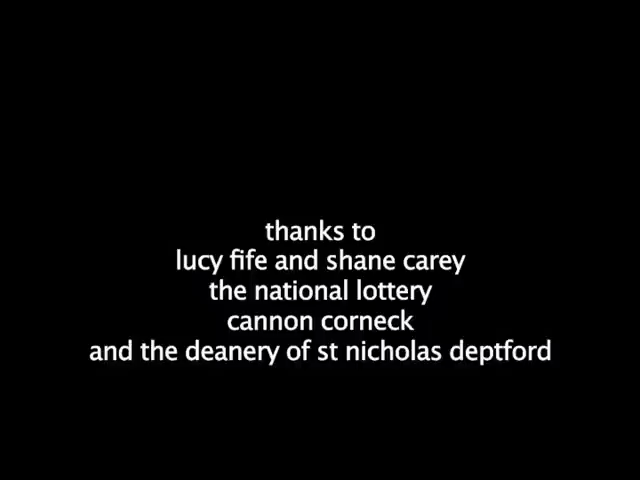 thanks to
lucy fife and shane carey
the national lottery
cannon corneck
and the deanery of st nicholas deptford